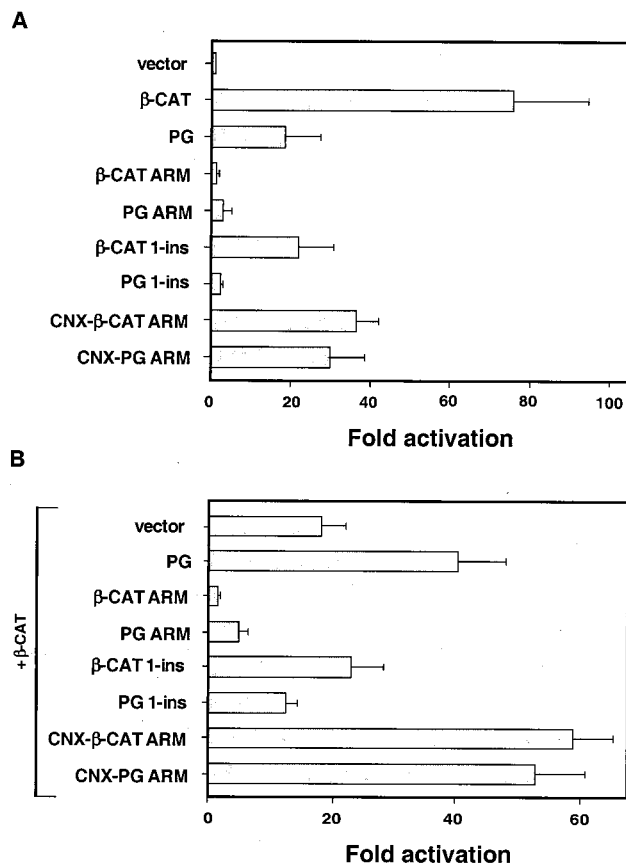 A
vector
β-CAT
PG
β-CAT ARM
PG ARM
β-CAT 1-ins
PG 1-ins
CNX-β-CAT ARM
CNX-PG ARM
0 20 40 60 80 100
Fold activation
B
+β-CAT
vector
PG
β-CAT ARM
PG ARM
β-CAT 1-ins
PG 1-ins
CNX-β-CAT ARM
CNX-PG ARM
0 20 40 60
Fold activation